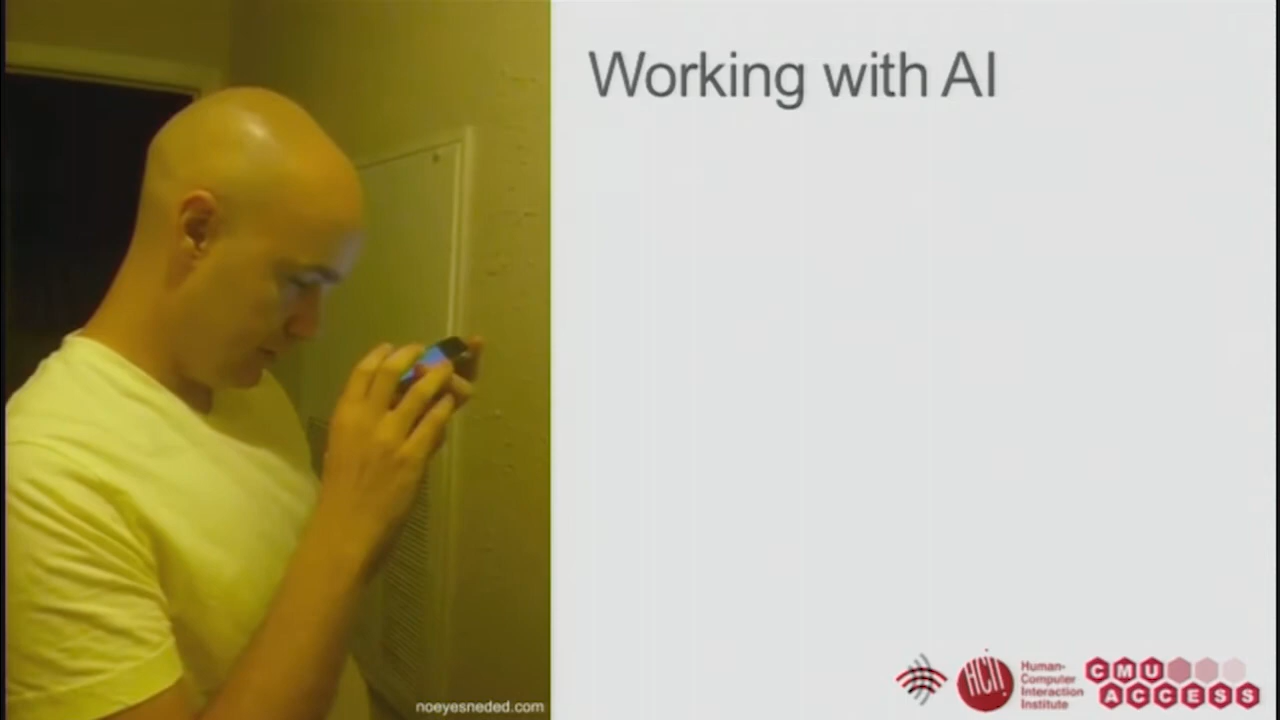 Working with AI
noeyesneded.com
HCII
Human-
Computer
Interaction
Institute
CMU
ACCESS